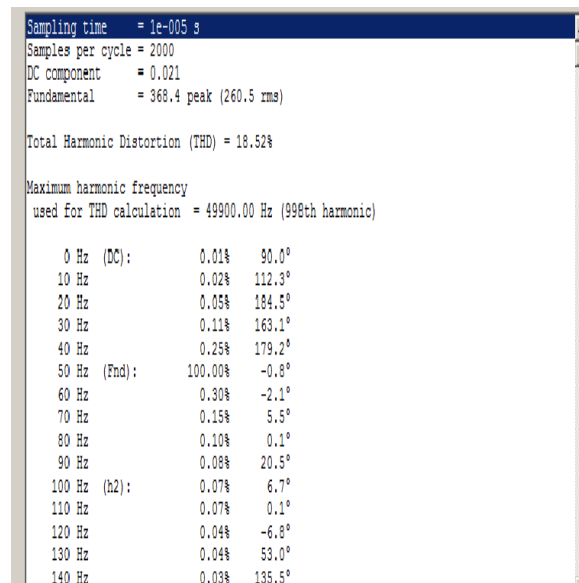 Sampling time = 1e-005 s
Samples per cycle = 2000
DC component = 0.021
Fundamental = 368.4 peak (260.5 rms)
Total Harmonic Distortion (THD) = 18.52%
Maximum harmonic frequency
used for THD calculation = 49900.00 Hz (998th harmonic)
0 Hz (DC): 0.01% 90.0°
10 Hz 0.02% 112.3°
20 Hz 0.05% 184.5°
30 Hz 0.11% 163.1°
40 Hz 0.25% 179.2°
50 Hz (Fnd): 100.00% -0.8°
60 Hz 0.30% -2.1°
70 Hz 0.15% 5.5°
80 Hz 0.10% 0.1°
90 Hz 0.08% 20.5°
100 Hz (h2): 0.07% 6.7°
110 Hz 0.07% 0.1°
120 Hz 0.04% -6.8°
130 Hz 0.04% 53.0°
140 Hz 0.03% 135.5°